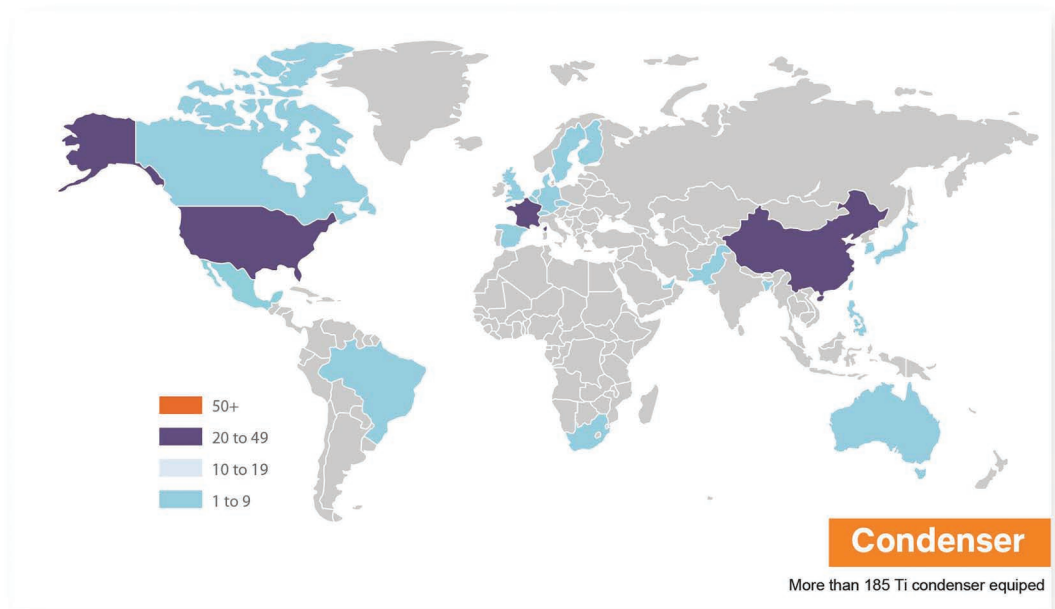 50+
20 to 49
10 to 19
1 to 9
Condenser
More than 185 Ti condenser equiped